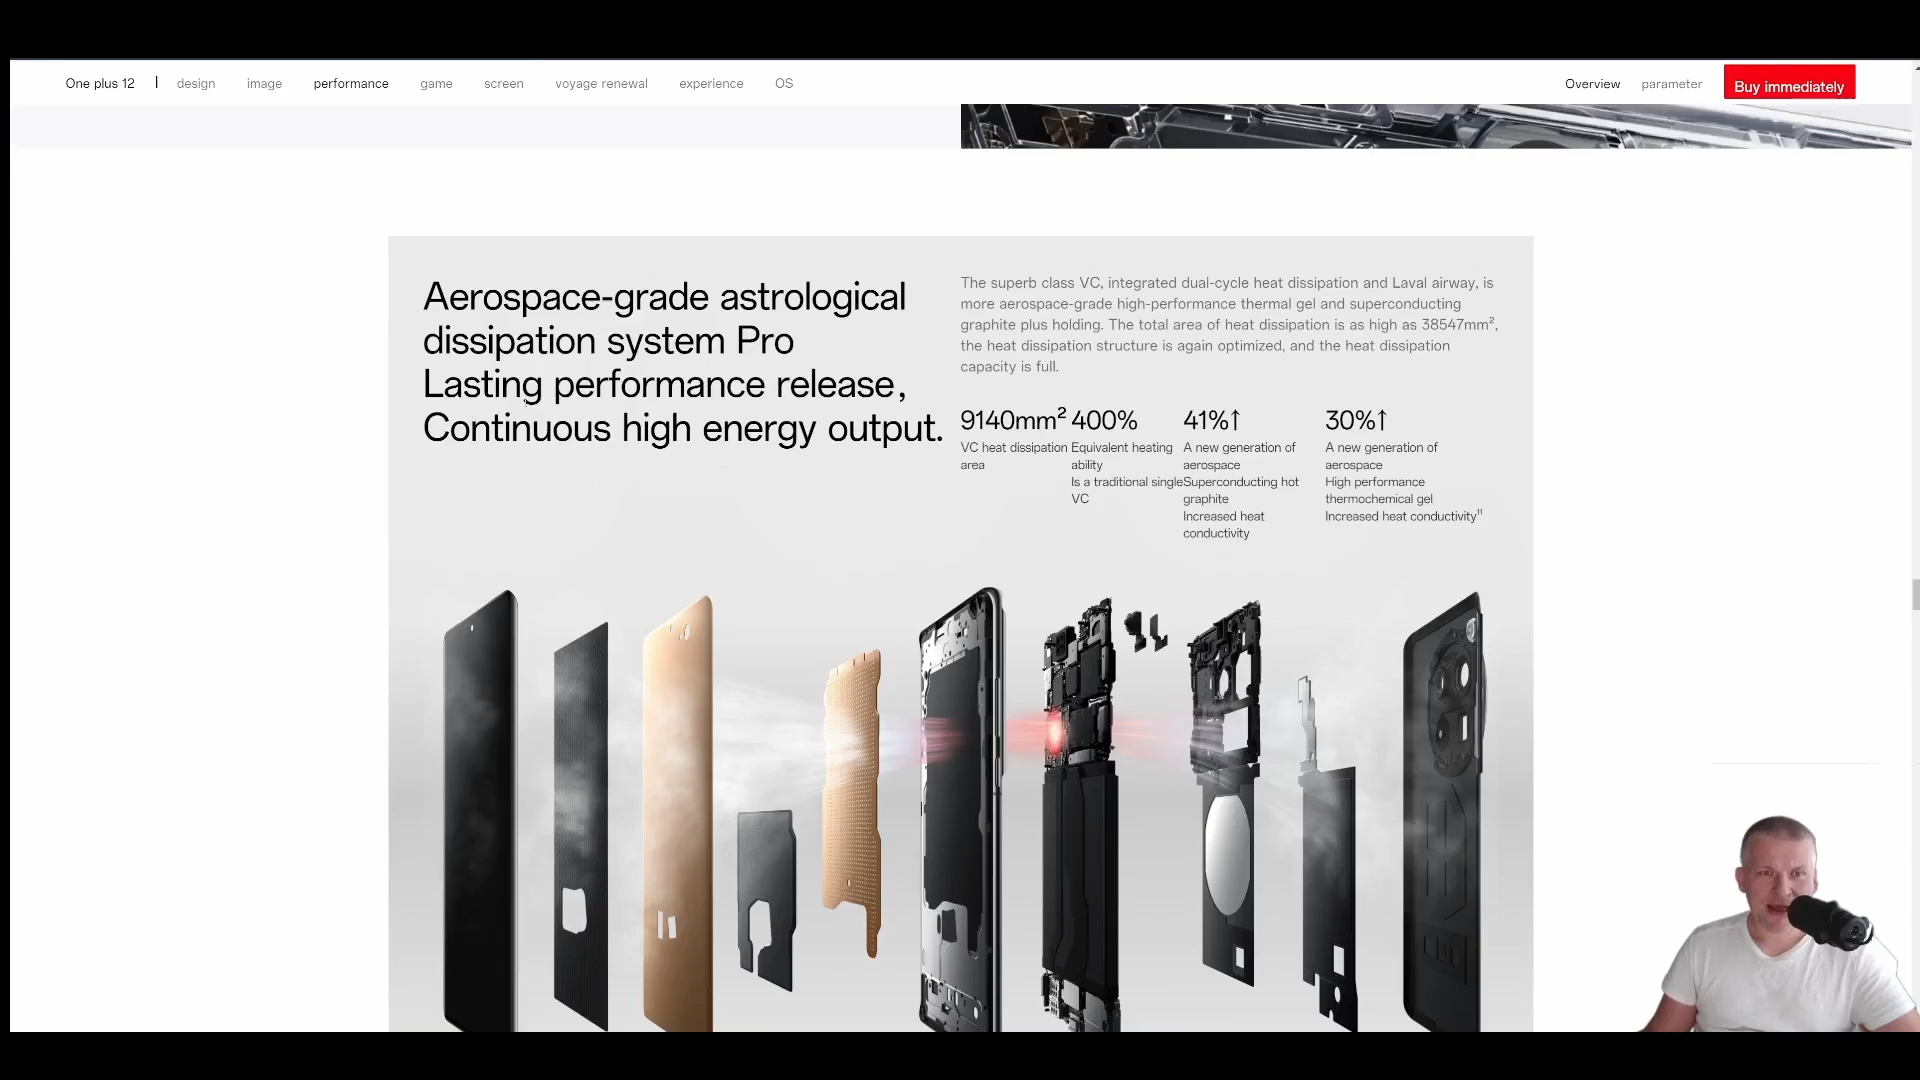 One plus 12 | design image performance game screen voyage renewal experience OS Overview parameter Buy immediately
Aerospace-grade astrological
dissipation system Pro
Lasting performance release,
Continuous high energy output.
The superb class VC, integrated dual-cycle heat dissipation and Laval airway, is
more aerospace-grade high-performance thermal gel and superconducting
graphite plus holding. The total area of heat dissipation is as high as 38547mm²,
the heat dissipation structure is again optimized, and the heat dissipation
capacity is full.
9140mm²
VC heat dissipation
area
400%
Equivalent heating
ability
Is a traditional single
VC
41%↑
A new generation of
aerospace
Superconducting hot
graphite
Increased heat
conductivity
30%↑
A new generation of
aerospace
High performance
thermochemical gel
Increased heat conductivity¹¹